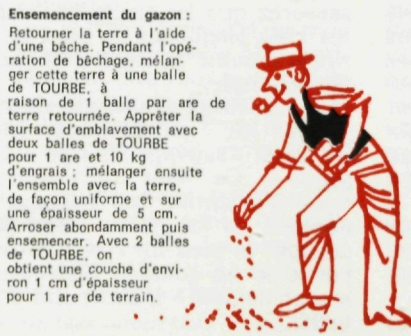 Ensemencement du gazon :
Retourner la terre à l'aide
d'une bêche. Pendant l'opé-
ration de bêchage, mélan-
ger cette terre à une balle
de TOURBE, à
raison de 1 balle par are de
terre retournée. Apprêter la
surface d'emblavement avec
deux balles de TOURBE
pour 1 are et 10 kg
d'engrais ; mélanger ensuite
l'ensemble avec la terre,
de façon uniforme et sur
une épaisseur de 5 cm.
Arroser abondamment puis
ensemencer. Avec 2 balles
de TOURBE, on
obtient une couche d'envi-
ron 1 cm d'épaisseur
pour 1 are de terrain.